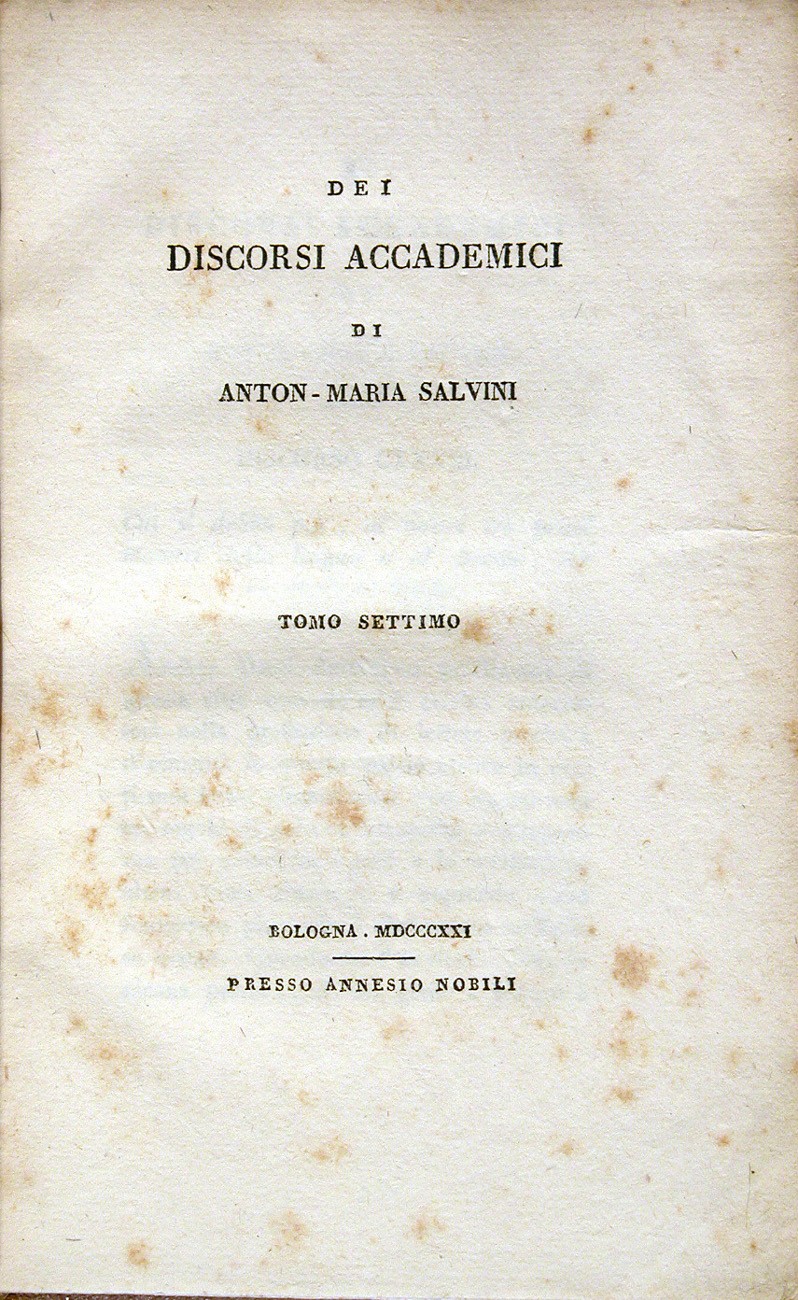 DEI
DISCORSI ACCADEMICI
DI
ANTON-MARIA SALVINI
TOMO SETTIMO
BOLOGNA. MDCCCXXI
PRESSO ANNESIO NOBILI